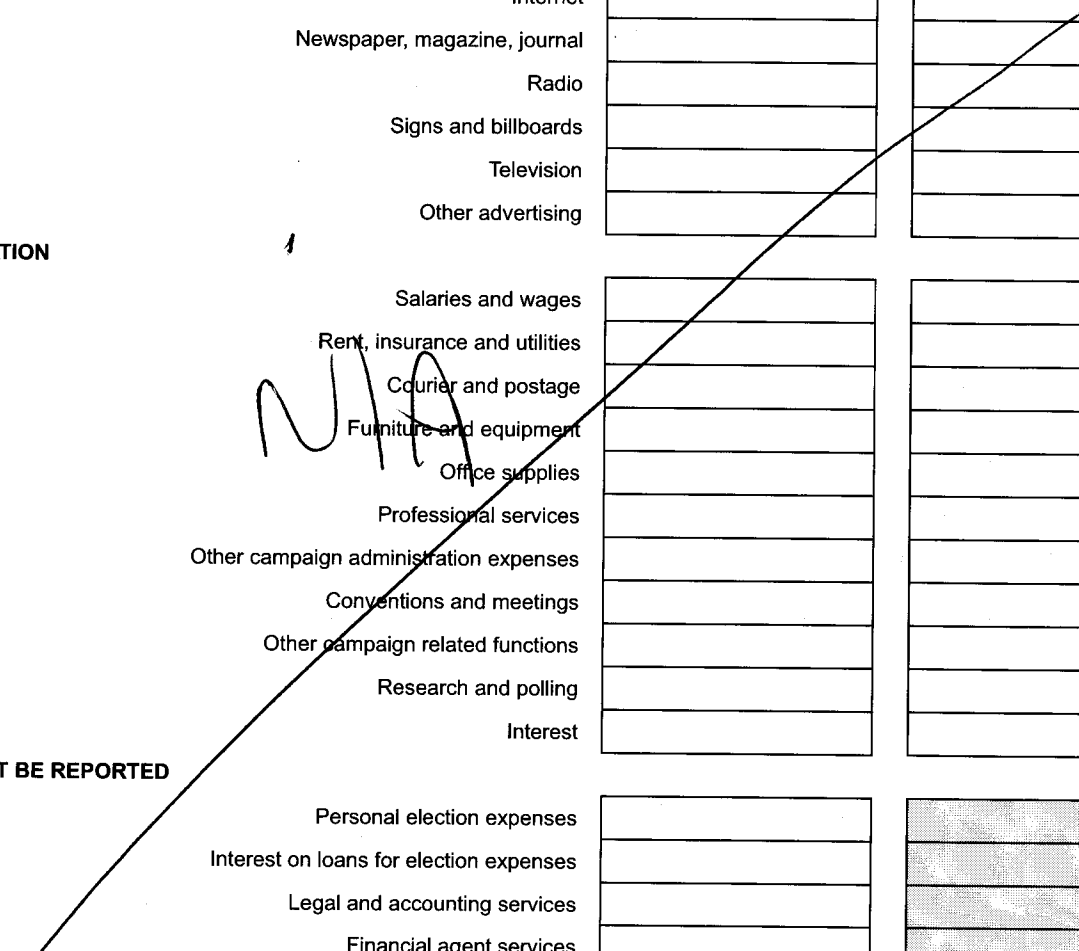 Internet
Newspaper, magazine, journal
Radio
Signs and billboards
Television
Other advertising
TION
Salaries and wages
Rent, insurance and utilities
Courier and postage
N/A
Furniture and equipment
Office supplies
Professional services
Other campaign administration expenses
Conventions and meetings
Other campaign related functions
Research and polling
Interest
T BE REPORTED
Personal election expenses
Interest on loans for election expenses
Legal and accounting services
Financial agent services